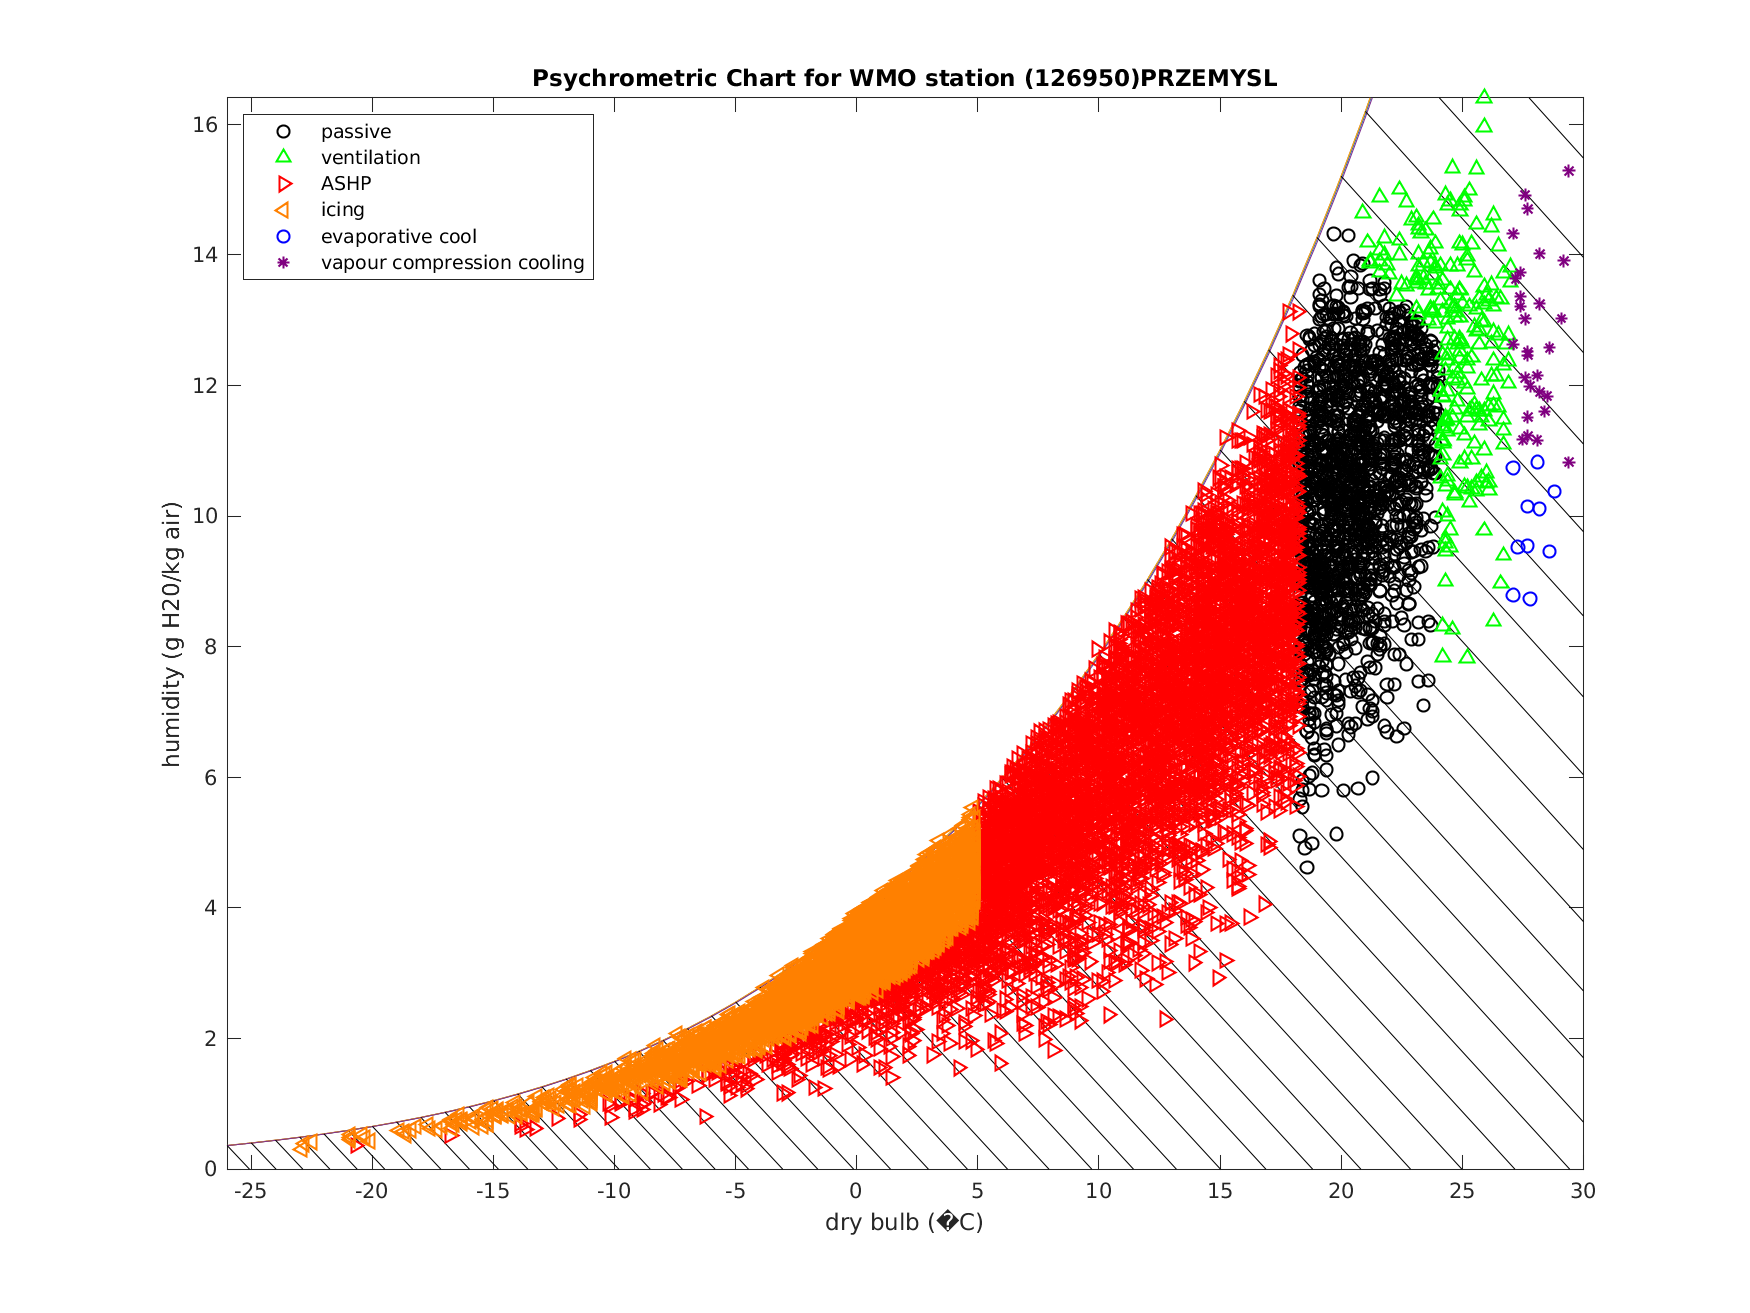 Psychrometric Chart for WMO station (126950)PRZEMYSL
passive
ventilation
ASHP
icing
evaporative cool
vapour compression cooling
humidity (g H20/kg air)
16
14
12
10
8
6
4
2
0
-25 -20 -15 -10 -5 0 5 10 15 20 25 30
dry bulb (�C)